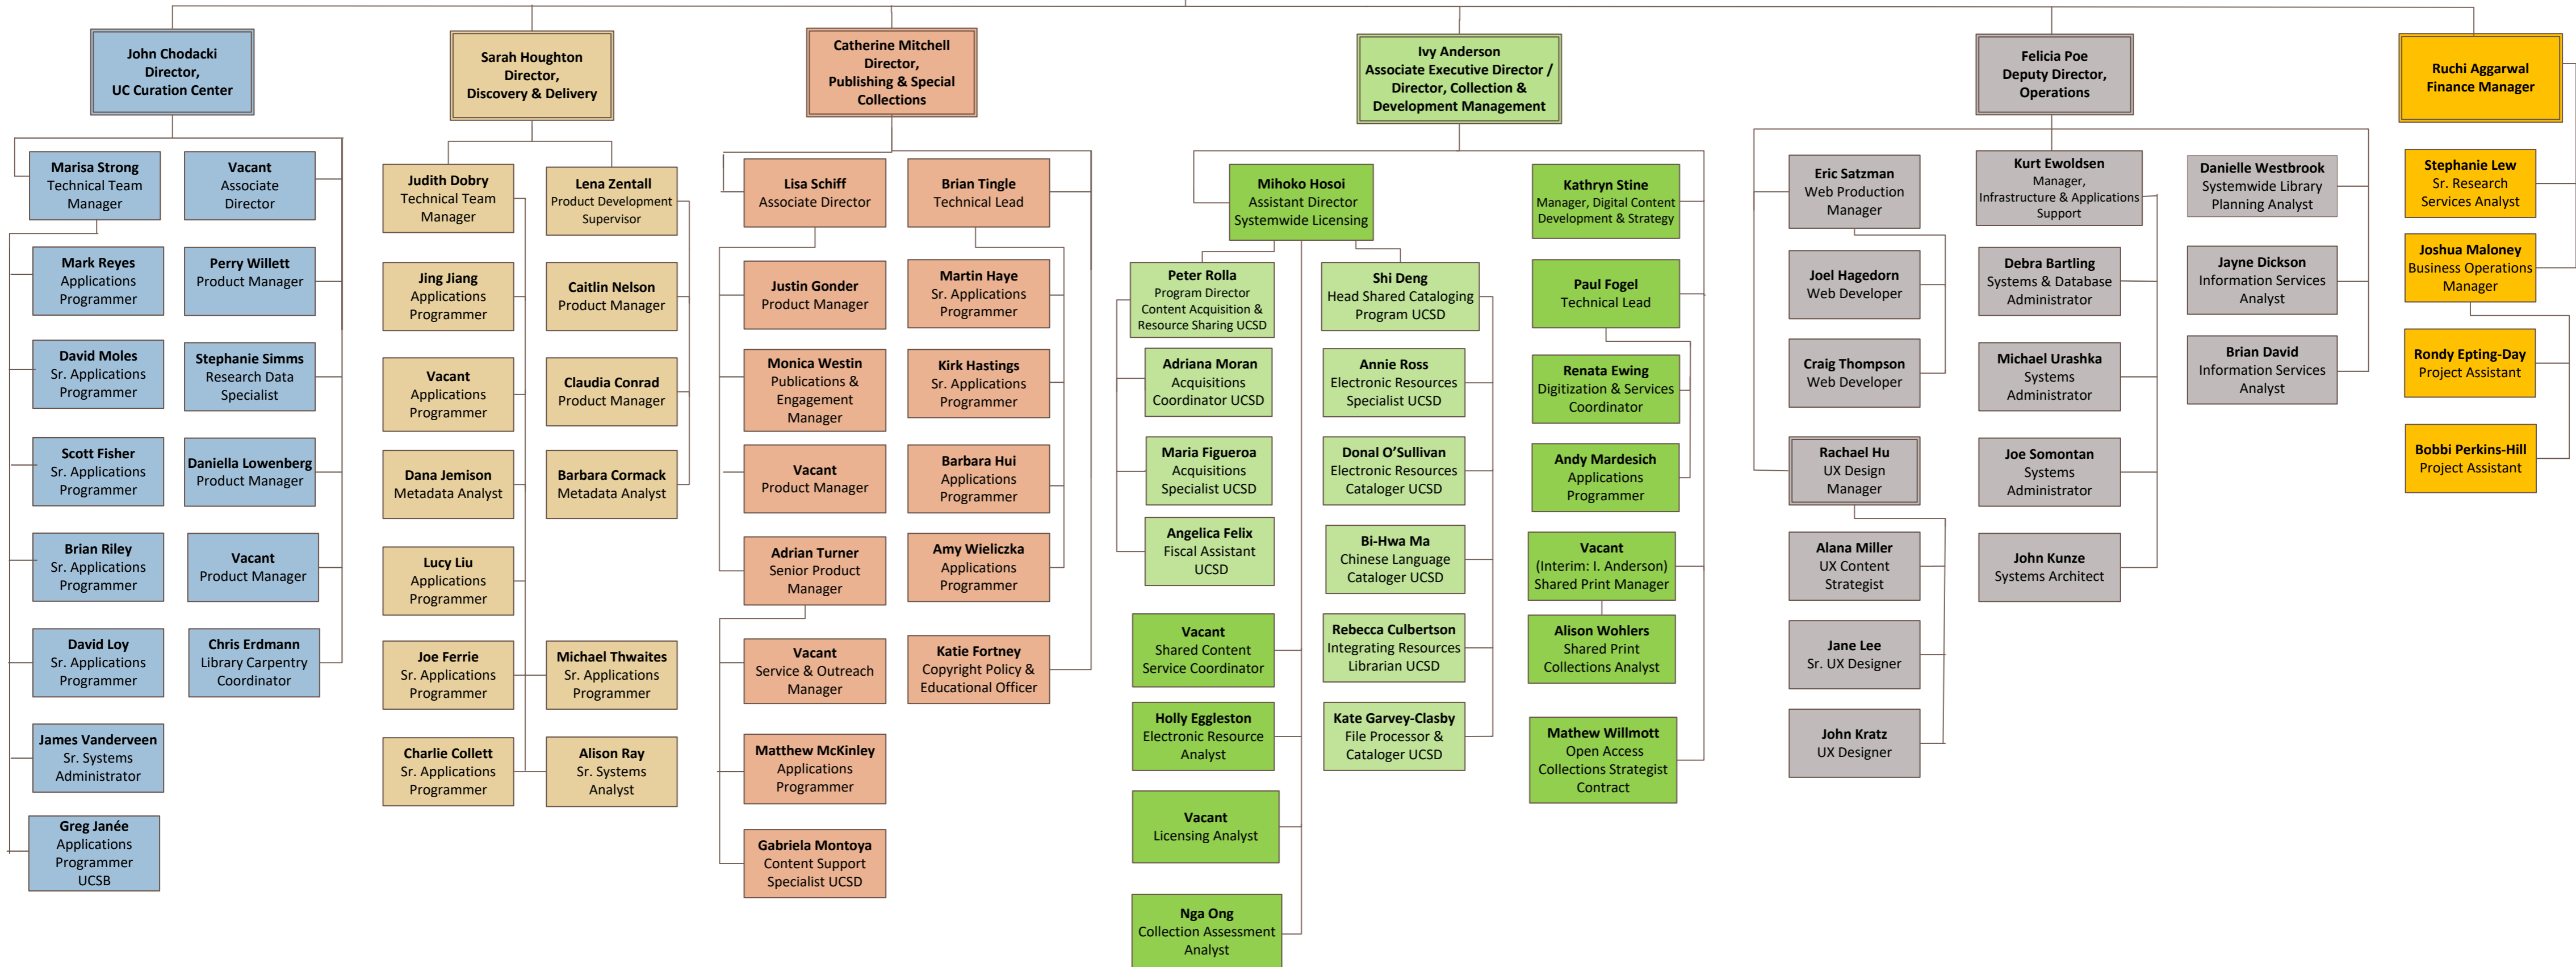 John Chodacki
Director,
UC Curation Center
Marisa Strong
Technical Team
Manager
Vacant
Associate
Director
Mark Reyes
Applications
Programmer
Perry Willett
Product Manager
David Moles
Sr. Applications
Programmer
Stephanie Simms
Research Data
Specialist
Scott Fisher
Sr. Applications
Programmer
Daniella Lowenberg
Product Manager
Brian Riley
Sr. Applications
Programmer
Vacant
Product Manager
David Loy
Sr. Applications
Programmer
Chris Erdmann
Library Carpentry
Coordinator
James Vanderveen
Sr. Systems
Administrator
Greg Janée
Applications
Programmer
UCSB
Sarah Houghton
Director,
Discovery & Delivery
Judith Dobry
Technical Team
Manager
Lena Zentall
Product Development
Supervisor
Jing Jiang
Applications
Programmer
Caitlin Nelson
Product Manager
Vacant
Applications
Programmer
Claudia Conrad
Product Manager
Dana Jemison
Metadata Analyst
Barbara Cormack
Metadata Analyst
Lucy Liu
Applications
Programmer
Joe Ferrie
Sr. Applications
Programmer
Michael Thwaites
Sr. Applications
Programmer
Charlie Collett
Sr. Applications
Programmer
Alison Ray
Sr. Systems
Analyst
Catherine Mitchell
Director,
Publishing & Special
Collections
Lisa Schiff
Associate Director
Brian Tingle
Technical Lead
Justin Gonder
Product Manager
Martin Haye
Sr. Applications
Programmer
Monica Westin
Publications &
Engagement
Manager
Kirk Hastings
Sr. Applications
Programmer
Vacant
Product Manager
Barbara Hui
Applications
Programmer
Adrian Turner
Senior Product
Manager
Amy Wieliczka
Applications
Programmer
Vacant
Service & Outreach
Manager
Katie Fortney
Copyright Policy &
Educational Officer
Matthew McKinley
Applications
Programmer
Gabriela Montoya
Content Support
Specialist UCSD
Ivy Anderson
Associate Executive Director /
Director, Collection &
Development Management
Mihoko Hosoi
Assistant Director
Systemwide Licensing
Kathryn Stine
Manager, Digital Content
Development & Strategy
Peter Rolla
Program Director
Content Acquisition &
Resource Sharing UCSD
Shi Deng
Head Shared Cataloging
Program UCSD
Paul Fogel
Technical Lead
Adriana Moran
Acquisitions
Coordinator UCSD
Annie Ross
Electronic Resources
Specialist UCSD
Renata Ewing
Digitization & Services
Coordinator
Maria Figueroa
Acquisitions
Specialist UCSD
Donal O’Sullivan
Electronic Resources
Cataloger UCSD
Andy Mardesich
Applications
Programmer
Angelica Felix
Fiscal Assistant
UCSD
Bi-Hwa Ma
Chinese Language
Cataloger UCSD
Vacant
(Interim: I. Anderson)
Shared Print Manager
Vacant
Shared Content
Service Coordinator
Rebecca Culbertson
Integrating Resources
Librarian UCSD
Alison Wohlers
Shared Print
Collections Analyst
Holly Eggleston
Electronic Resource
Analyst
Kate Garvey-Clasby
File Processor &
Cataloger UCSD
Mathew Willmott
Open Access
Collections Strategist
Contract
Vacant
Licensing Analyst
Nga Ong
Collection Assessment
Analyst
Felicia Poe
Deputy Director,
Operations
Eric Satzman
Web Production
Manager
Kurt Ewoldsen
Manager,
Infrastructure & Applications
Support
Danielle Westbrook
Systemwide Library
Planning Analyst
Joel Hagedorn
Web Developer
Debra Bartling
Systems & Database
Administrator
Jayne Dickson
Information Services
Analyst
Craig Thompson
Web Developer
Michael Urashka
Systems
Administrator
Brian David
Information Services
Analyst
Rachael Hu
UX Design
Manager
Joe Somontan
Systems
Administrator
Alana Miller
UX Content
Strategist
John Kunze
Systems Architect
Jane Lee
Sr. UX Designer
John Kratz
UX Designer
Ruchi Aggarwal
Finance Manager
Stephanie Lew
Sr. Research
Services Analyst
Joshua Maloney
Business Operations
Manager
Rondy Epting-Day
Project Assistant
Bobbi Perkins-Hill
Project Assistant